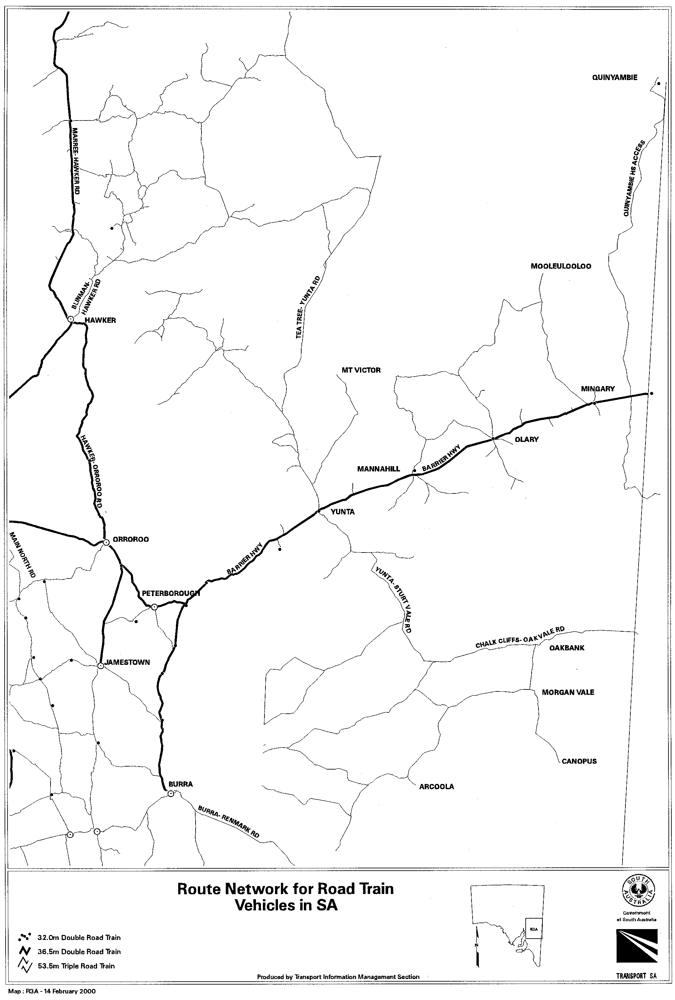 QUINYAMBIE
MARREE- HAWKER RD
QUINYAMBIE HS ACCESS
MOOLEULOOLOO
BLINMAN-
HAWKER RD
TEA TREE- YUNTA RD
HAWKER
MT VICTOR
MINGARY
HAWKER- ORROROO RD
OLARY
BARRIER HWY
MANNAHILL
YUNTA
MAIN NORTH RD
ORROROO
BARRIER HWY
YUNTA- STURT VALE RD
PETERBOROUGH
CHALK CLIFFS- OAKVALE RD
OAKBANK
JAMESTOWN
MORGAN VALE
CANOPUS
BURRA
ARCOOLA
BURRA- RENMARK RD
Route Network for Road Train
Vehicles in SA
32.0m Double Road Train
36.5m Double Road Train
53.5m Triple Road Train
R3A
N
SOUTH
AUSTRALIA
Government
of South Australia
TRANSPORT SA
Produced by Transport Information Management Section
Map : R3A - 14 February 2000